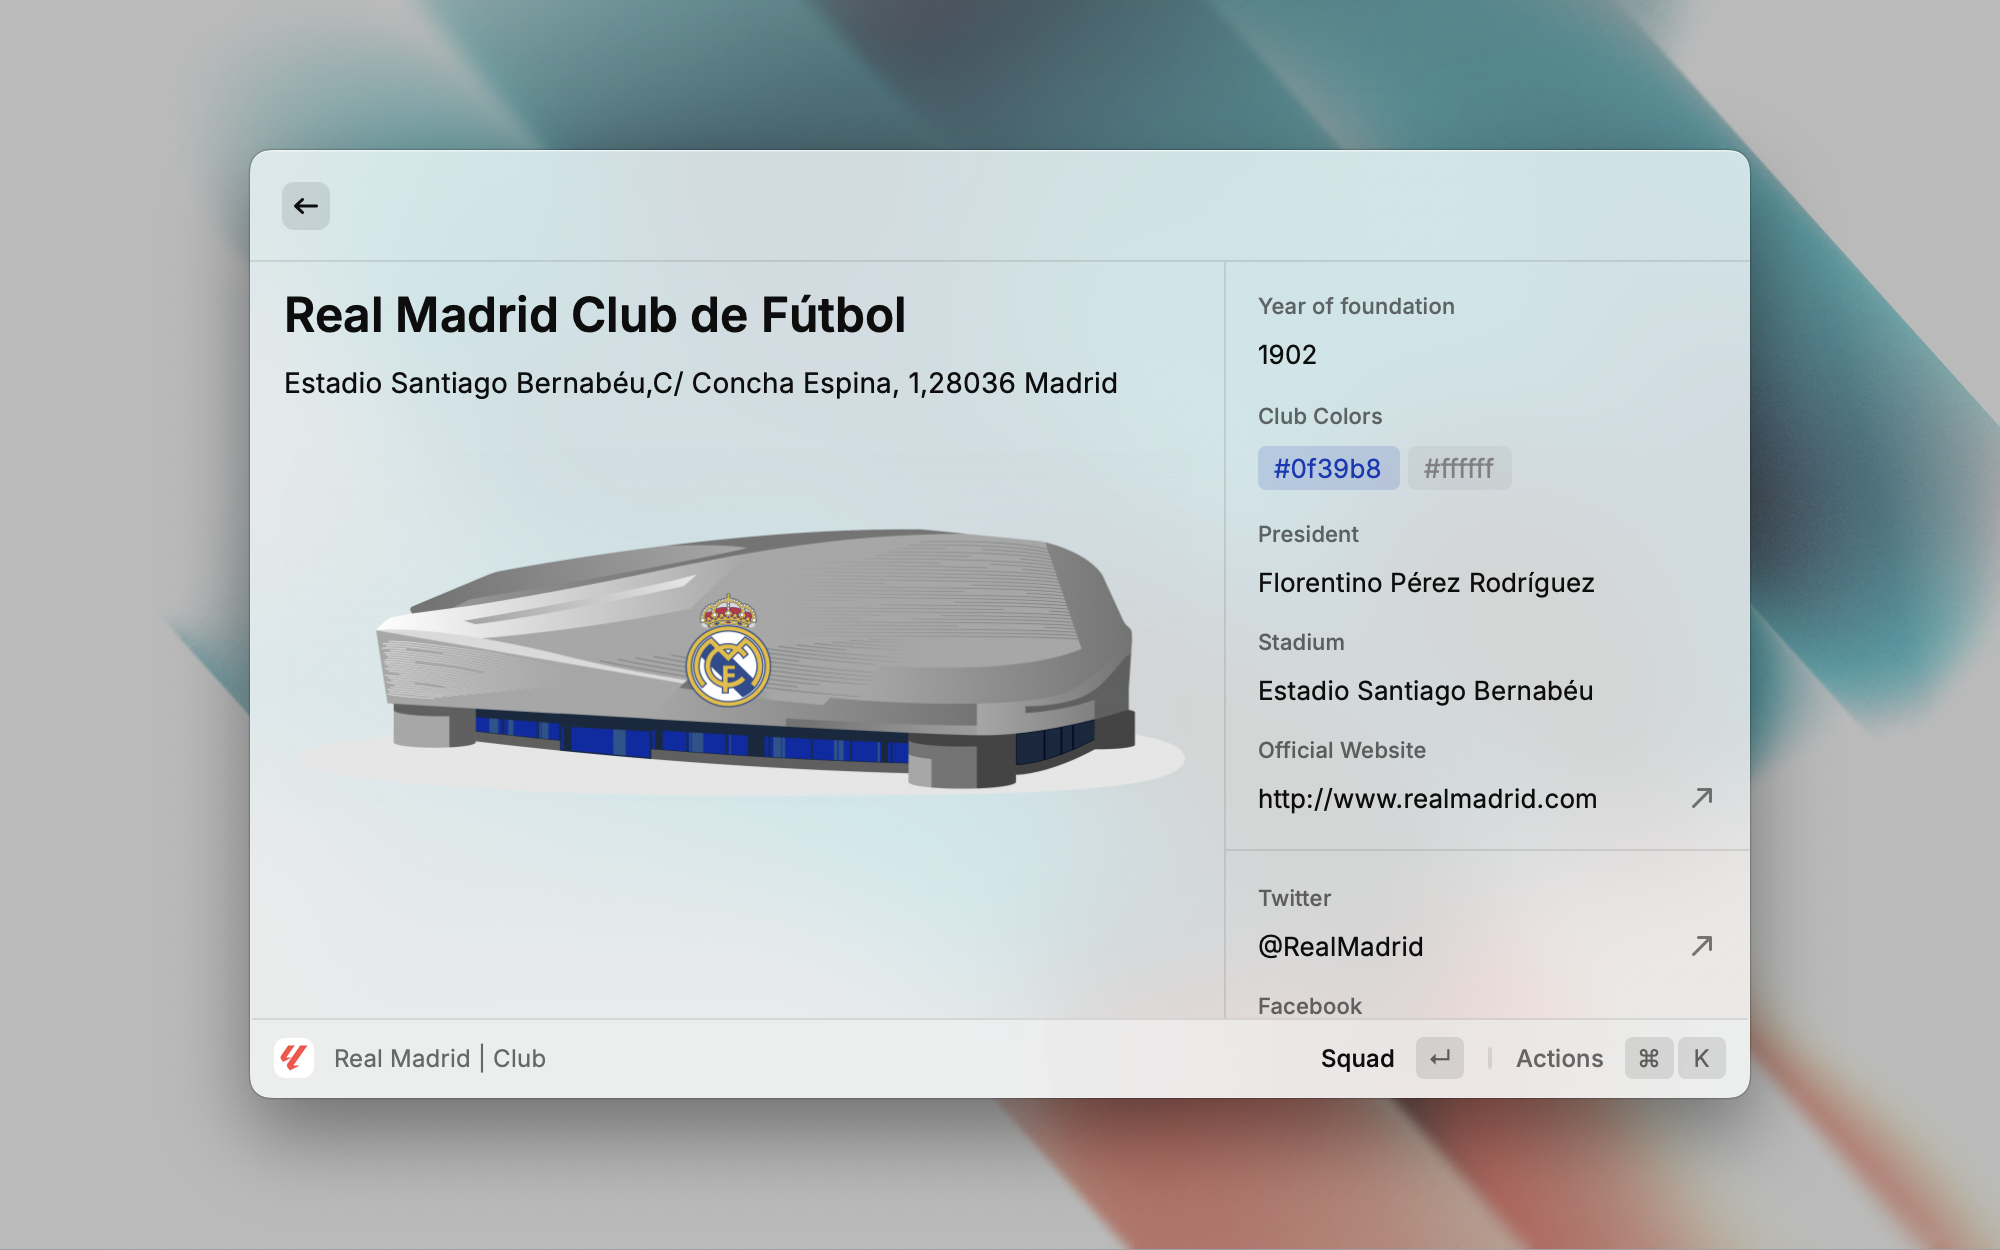 Real Madrid Club de Fútbol
Estadio Santiago Bernabéu,C/ Concha Espina, 1,28036 Madrid
Year of foundation
1902
Club Colors
#0f39b8 #ffffff
President
Florentino Pérez Rodríguez
Stadium
Estadio Santiago Bernabéu
Official Website
http://www.realmadrid.com
Twitter
@RealMadrid
Facebook
Real Madrid | Club
Squad
Actions ⌘ K